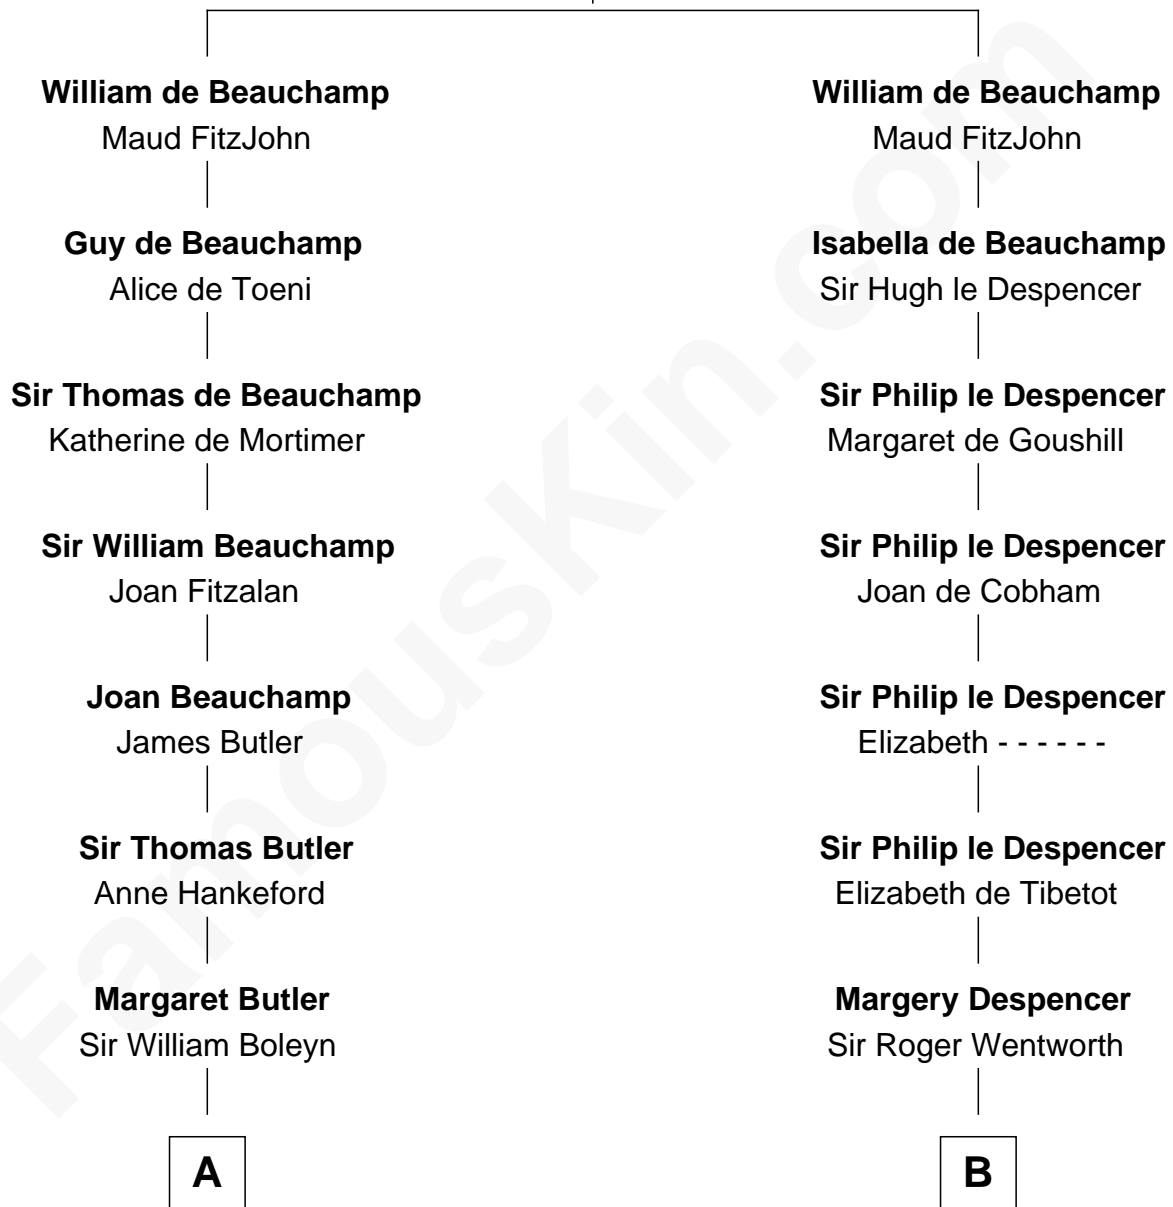 William de Beauchamp
Maud FitzJohn
Guy de Beauchamp
Alice de Toeni
Sir Thomas de Beauchamp
Katherine de Mortimer
Sir William Beauchamp
Joan Fitzalan
Joan Beauchamp
James Butler
Sir Thomas Butler
Anne Hankeford
Margaret Butler
Sir William Boleyn
A
William de Beauchamp
Maud FitzJohn
Isabella de Beauchamp
Sir Hugh le Despencer
Sir Philip le Despencer
Margaret de Goushill
Sir Philip le Despencer
Joan de Cobham
Sir Philip le Despencer
Elizabeth - - - - - -
Sir Philip le Despencer
Elizabeth de Tibetot
Margery Despencer
Sir Roger Wentworth
B
FamousKin.com